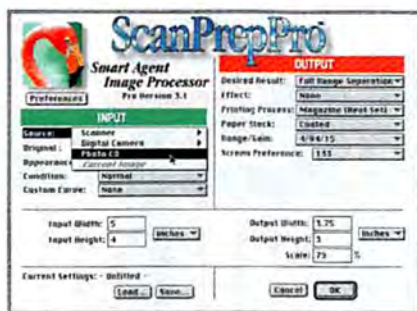 ScanPrepPro
Smart Agent
Image Processor
Pro Version 3.1
Preferences
INPUT
Source:
Scanner
Digital Camera
Photo CD
Current Image
Original:
Appearance
Condition: Normal
Custom Curve: None
OUTPUT
Desired Result: Full Range Separation
Effect: None
Printing Process: Magazine (Heat Set)
Paper Stock: Coated
Range/Gain: 4/94/15
Screen Preference: 133
Input Width: 5
Input Height: 4
Inches
Output Width: 3.75
Output Height: 3
Inches
Scale: 75 %
Current Settings: - Untitled -
Load...
Save...
Cancel
OK